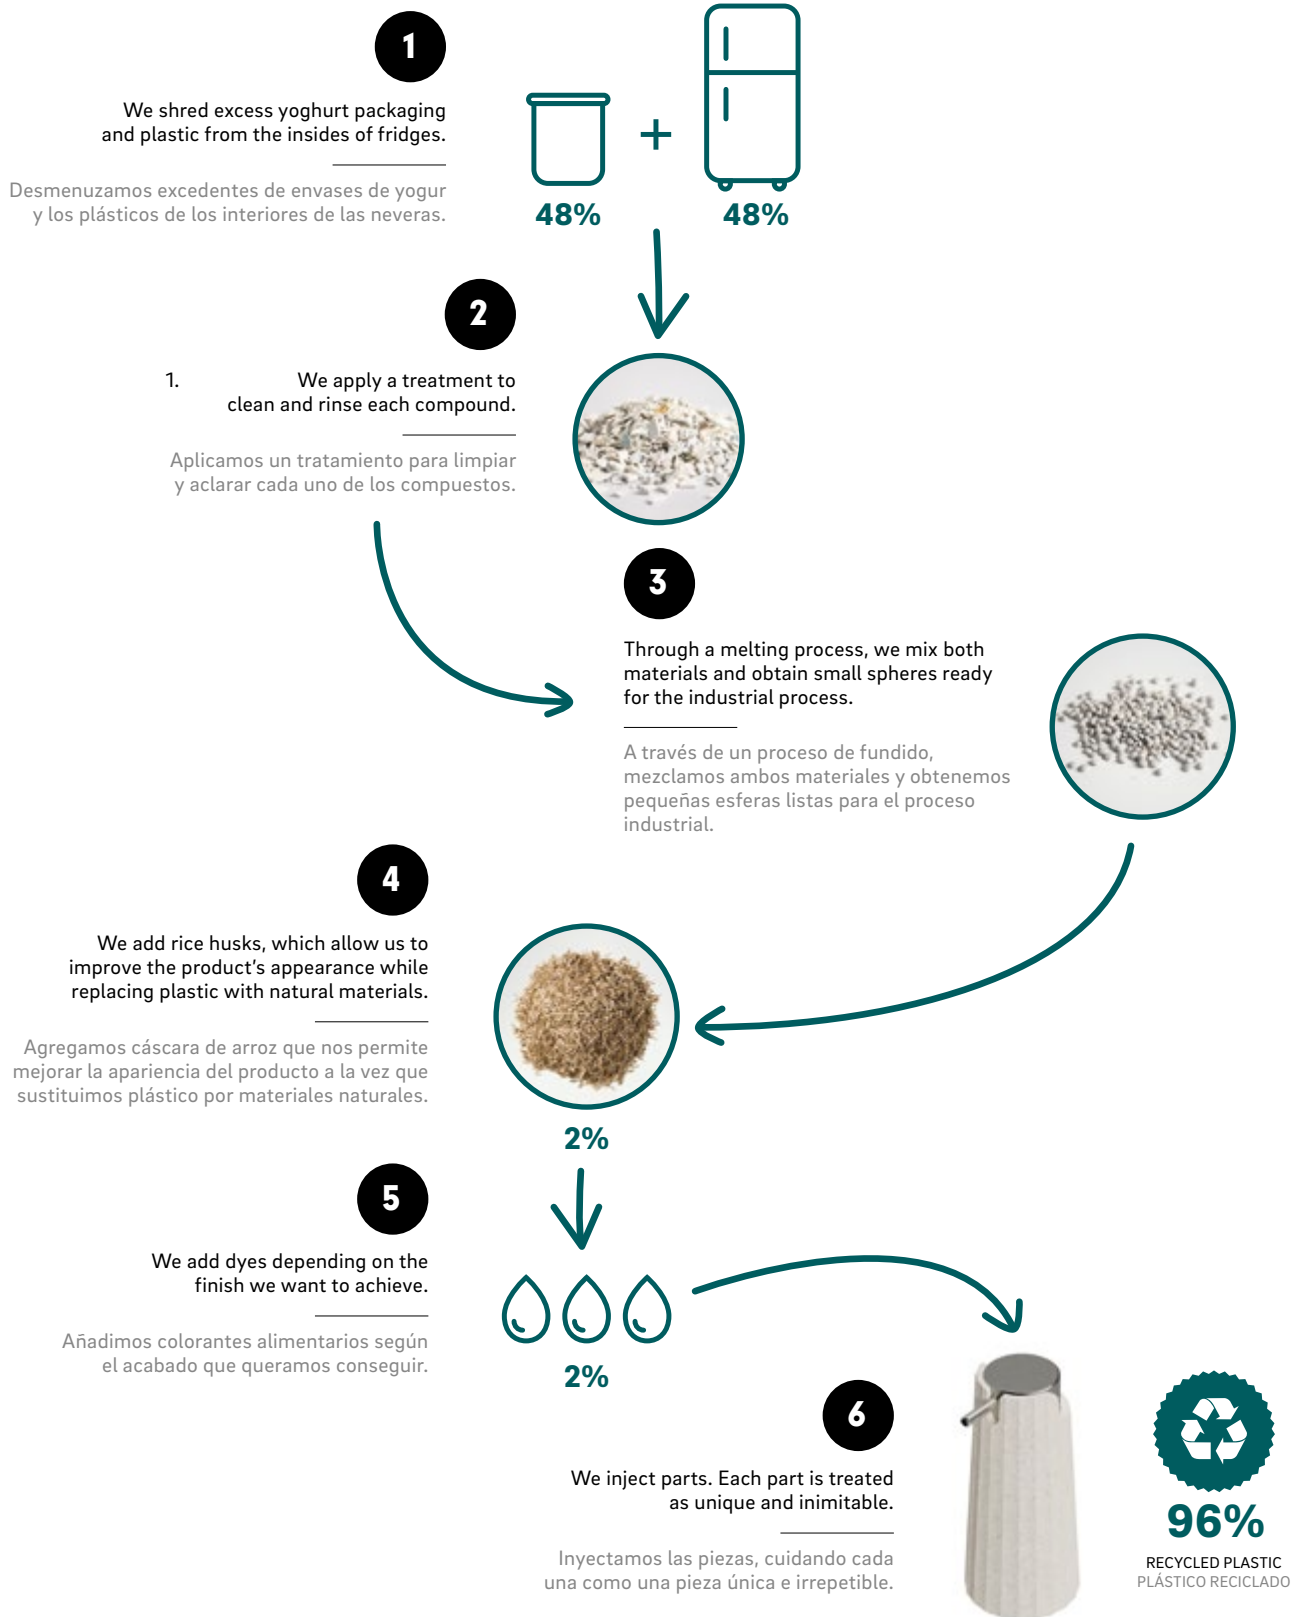 1
We shred excess yoghurt packaging
and plastic from the insides of fridges.
Desmenuzamos excedentes de envases de yogur
y los plásticos de los interiores de las neveras.
48%
+
48%
2
1. We apply a treatment to
clean and rinse each compound.
Aplicamos un tratamiento para limpiar
y aclarar cada uno de los compuestos.
3
Through a melting process, we mix both
materials and obtain small spheres ready
for the industrial process.
A través de un proceso de fundido,
mezclamos ambos materiales y obtenemos
pequeñas esferas listas para el proceso
industrial.
4
We add rice husks, which allow us to
improve the product’s appearance while
replacing plastic with natural materials.
Agregamos cáscara de arroz que nos permite
mejorar la apariencia del producto a la vez que
sustituimos plástico por materiales naturales.
2%
5
We add dyes depending on the
finish we want to achieve.
Añadimos colorantes alimentarios según
el acabado que queramos conseguir.
2%
6
We inject parts. Each part is treated
as unique and inimitable.
Inyectamos las piezas, cuidando cada
una como una pieza única e irrepetible.
96%
RECYCLED PLASTIC
PLÁSTICO RECICLADO